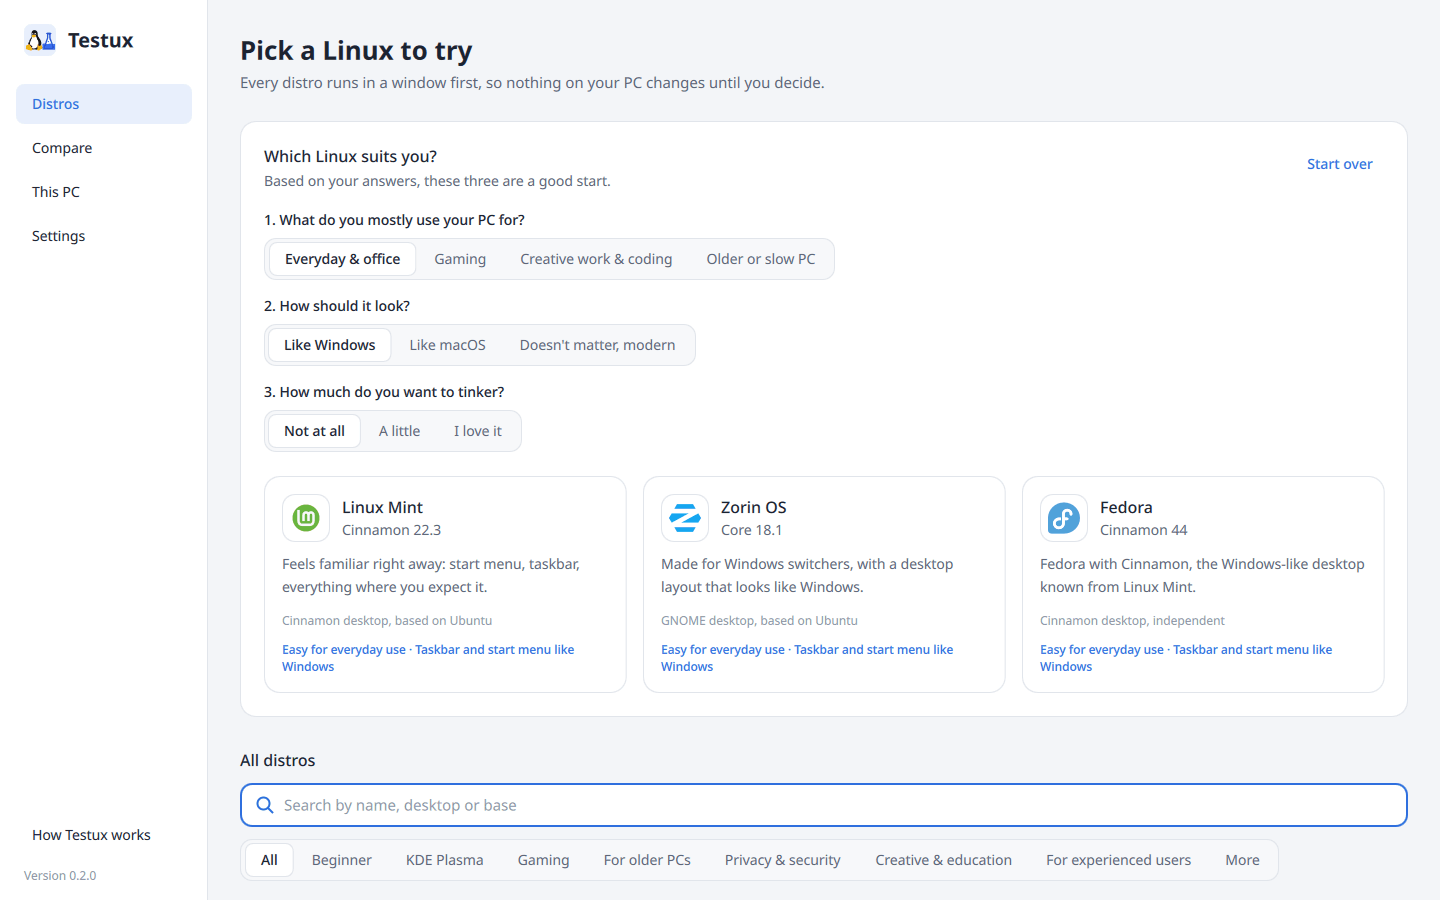 Testux
Distros
Compare
This PC
Settings
How Testux works
Version 0.2.0
Pick a Linux to try
Every distro runs in a window first, so nothing on your PC changes until you decide.
Which Linux suits you?
Based on your answers, these three are a good start.
Start over
1. What do you mostly use your PC for?
Everyday & office Gaming Creative work & coding Older or slow PC
2. How should it look?
Like Windows Like macOS Doesn't matter, modern
3. How much do you want to tinker?
Not at all A little I love it
Linux Mint
Cinnamon 22.3
Feels familiar right away: start menu, taskbar,
everything where you expect it.
Cinnamon desktop, based on Ubuntu
Easy for everyday use · Taskbar and start menu like
Windows
Zorin OS
Core 18.1
Made for Windows switchers, with a desktop
layout that looks like Windows.
GNOME desktop, based on Ubuntu
Easy for everyday use · Taskbar and start menu like
Windows
Fedora
Cinnamon 44
Fedora with Cinnamon, the Windows-like desktop
known from Linux Mint.
Cinnamon desktop, independent
Easy for everyday use · Taskbar and start menu like
Windows
All distros
Search by name, desktop or base
All Beginner KDE Plasma Gaming For older PCs Privacy & security Creative & education For experienced users More